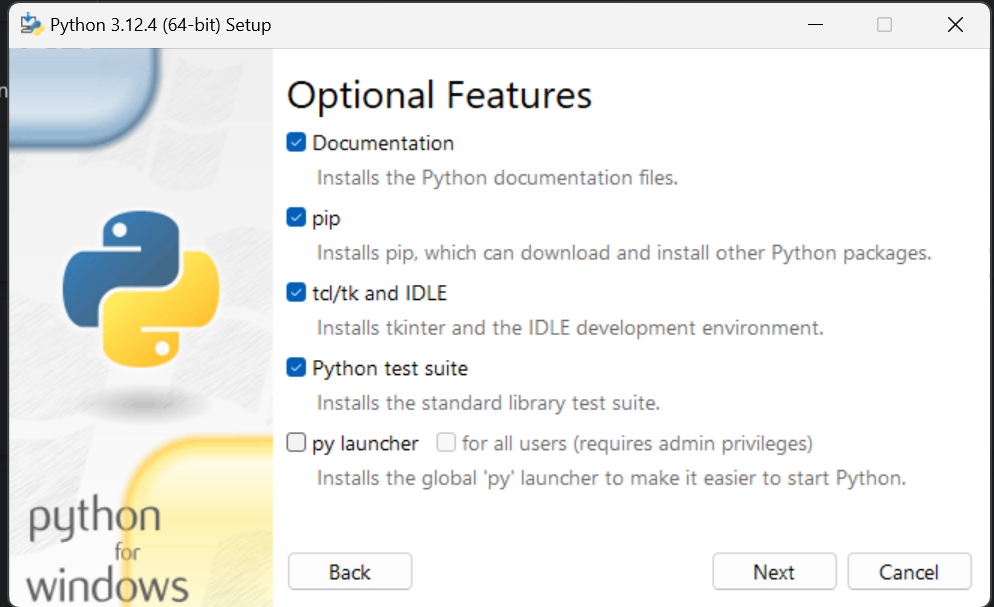 Python 3.12.4 (64-bit) Setup
Optional Features
Documentation
Installs the Python documentation files.
pip
Installs pip, which can download and install other Python packages.
tcl/tk and IDLE
Installs tkinter and the IDLE development environment.
Python test suite
Installs the standard library test suite.
py launcher for all users (requires admin privileges)
Installs the global 'py' launcher to make it easier to start Python.
python
for
windows
Back Next Cancel